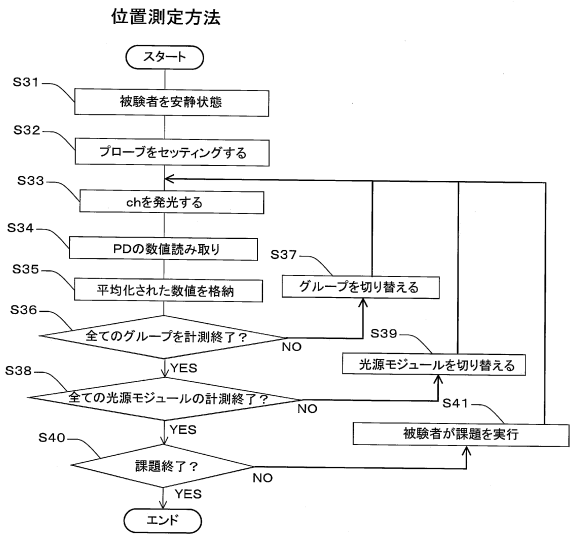 位置測定方法
スタート
S31
被験者を安静状態
S32
プローブをセッティングする
S33
chを発光する
S34
PDの数値読み取り
S35
平均化された数値を格納
S36
全てのグループを計測終了?
NO
YES
S37
グループを切り替える
S38
全ての光源モジュールの計測終了?
NO
YES
S39
光源モジュールを切り替える
S40
課題終了?
NO
YES
S41
被験者が課題を実行
エンド